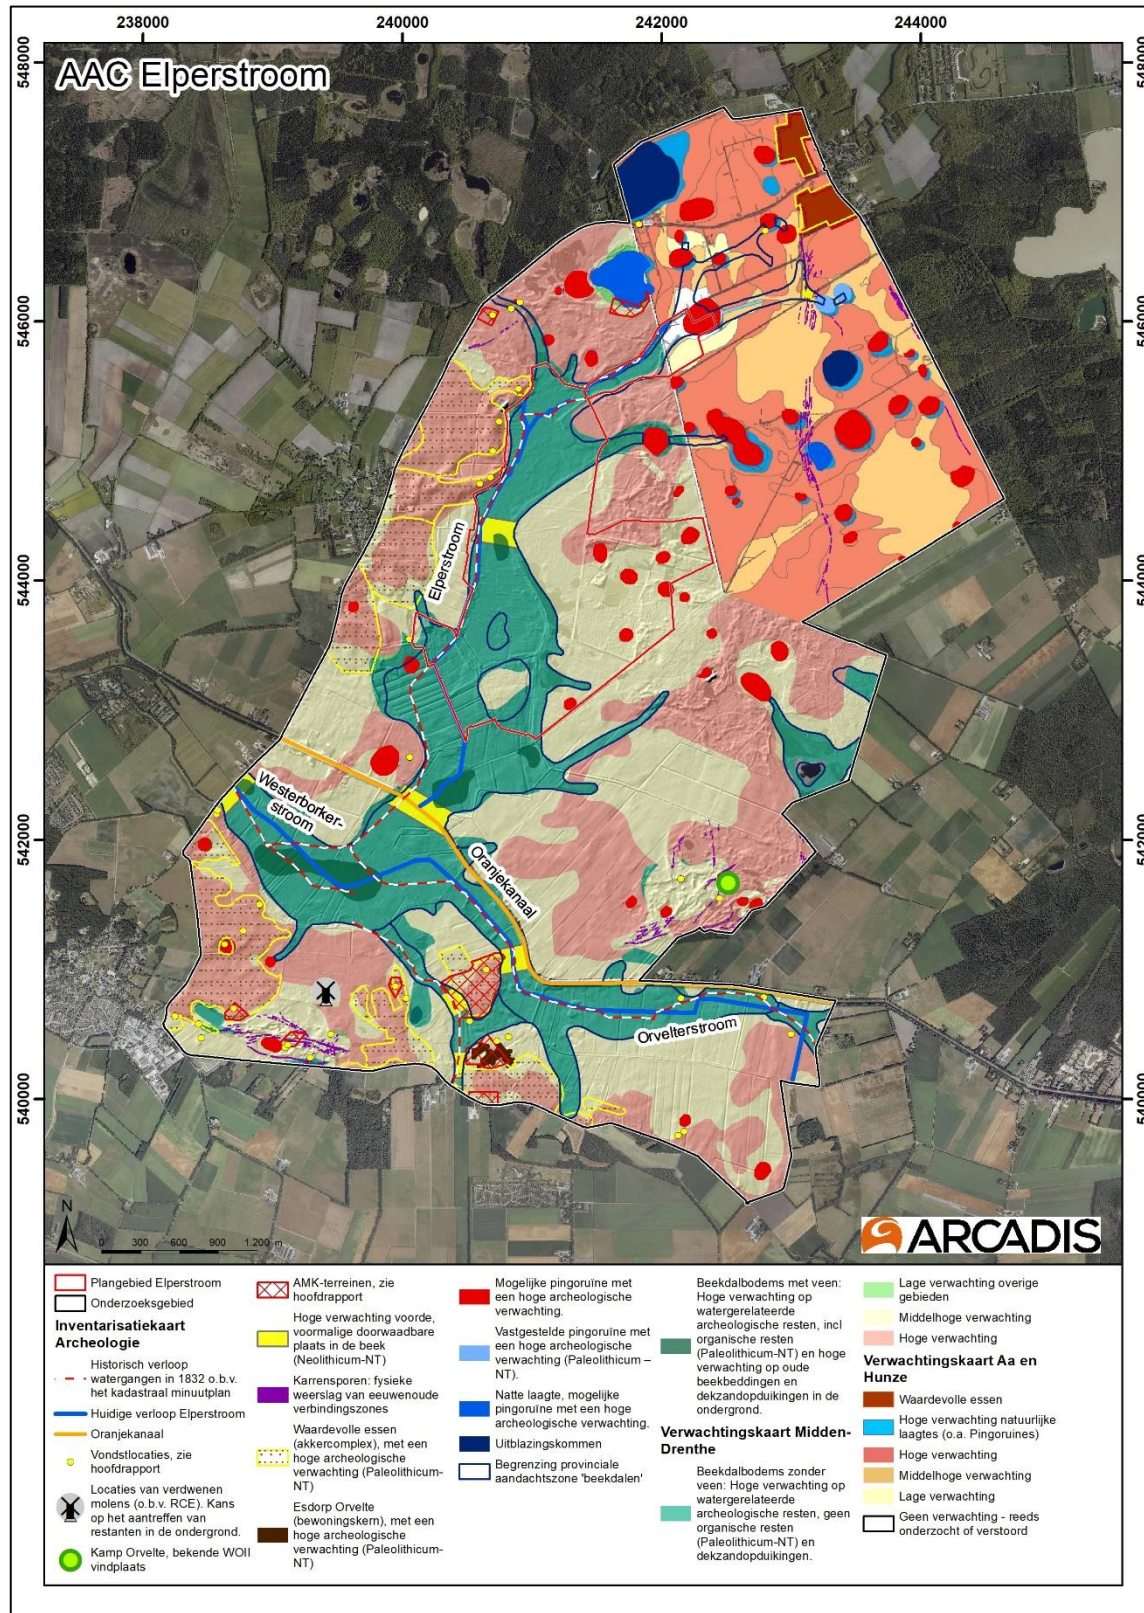 238000
240000
242000
244000
548000
548000
AAC Elperstroom
546000
546000
Elperstroom
544000
544000
Westerborker-
stroom
542000
542000
Oranjekanaal
Orvelterstroom
540000
540000
N
0 300 600 900 1.200 m
ARCADIS
Plangebied Elperstroom
Onderzoeksgebied
Inventarisatiekaart
Archeologie
Historisch verloop
watergangen in 1832 o.b.v.
het kadastraal minuutplan
Huidige verloop Elperstroom
Oranjekanaal
Vondstlocaties, zie
hoofdrapport
Locaties van verdwenen
molens (o.b.v. RCE). Kans
op het aantreffen van
restanten in de ondergrond.
Kamp Orvelte, bekende WOII
vindplaats
AMK-terreinen, zie
hoofdrapport
Hoge verwachting voorde,
voormalige doorwaadbare
plaats in de beek
(Neolithicum-NT)
Karrensporen: fysieke
weerslag van eeuwenoude
verbindingszones
Waardevolle essen
(akkercomplex), met een
hoge archeologische
verwachting (Paleolithicum-
NT)
Esdorp Orvelte
(bewoningskern), met een
hoge archeologische
verwachting (Paleolithicum-
NT)
Mogelijke pingoruïne met
een hoge archeologische
verwachting.
Vastgestelde pingoruïne met
een hoge archeologische
verwachting (Paleolithicum –
NT).
Natte laagte, mogelijke
pingoruïne met een hoge
archeologische verwachting.
Uitblazingskommen
Begrenzing provinciale
aandachtszone 'beekdalen'
Beekdalbodems met veen:
Hoge verwachting op
watergerelateerde
archeologische resten, incl
organische resten
(Paleolithicum-NT) en hoge
verwachting op oude
beekbeddingen en
dekzandopduikingen in de
ondergrond.
Verwachtingskaart Midden-
Drenthe
Beekdalbodems zonder
veen: Hoge verwachting op
watergerelateerde
archeologische resten, geen
organische resten
(Paleolithicum-NT) en
dekzandopduikingen.
Lage verwachting overige
gebieden
Middelhoge verwachting
Hoge verwachting
Verwachtingskaart Aa en
Hunze
Waardevolle essen
Hoge verwachting natuurlijke
laagtes (o.a. Pingoruines)
Hoge verwachting
Middelhoge verwachting
Lage verwachting
Geen verwachting - reeds
onderzocht of verstoord